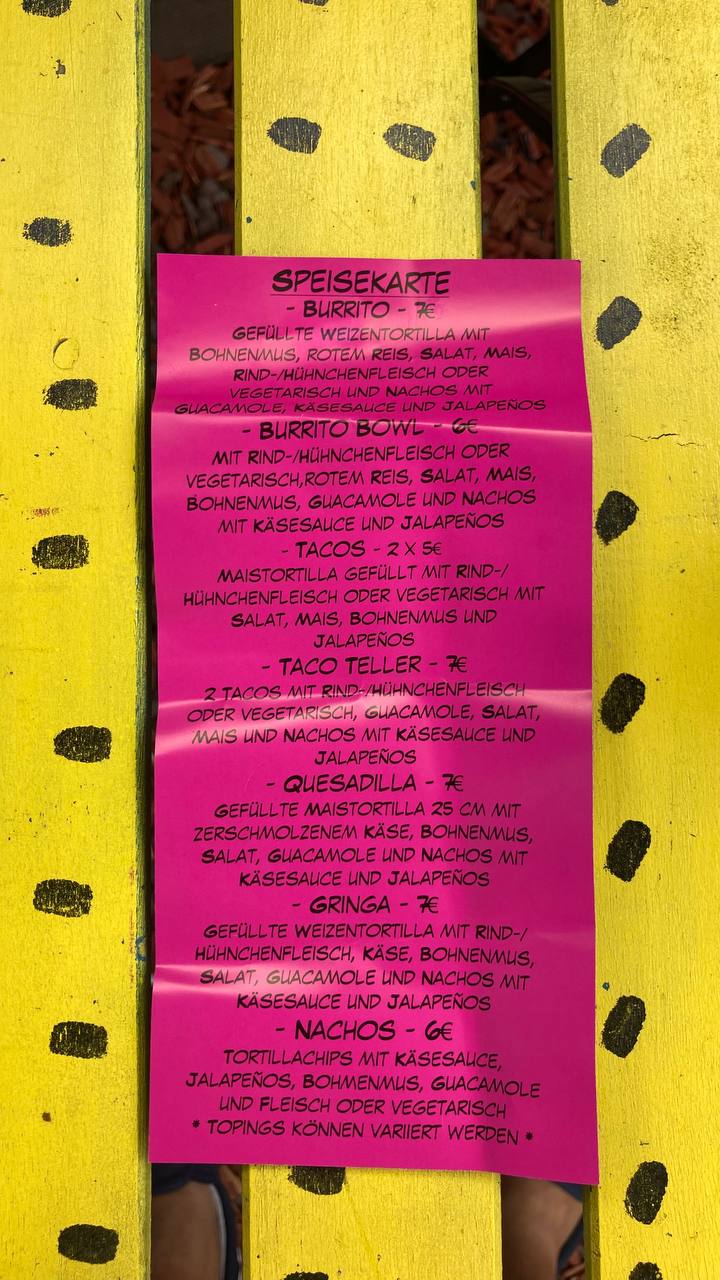 SPEISEKARTE
- BURRITO - 7€
GEFÜLLTE WEIZENTORTILLA MIT
BOHNENMUS, ROTEM REIS, SALAT, MAIS,
RIND-/HÜHNCHENFLEISCH ODER
VEGETARISCH UND NACHOS MIT
GUACAMOLE, KÄSESAUCE UND JALAPEÑOS
- BURRITO BOWL - 6€
MIT RIND-/HÜHNCHENFLEISCH ODER
VEGETARISCH,ROTEM REIS, SALAT, MAIS,
BOHNENMUS, GUACAMOLE UND NACHOS
MIT KÄSESAUCE UND JALAPEÑOS
- TACOS - 2 X 5€
MAISTORTILLA GEFÜLLT MIT RIND-/
HÜHNCHENFLEISCH ODER VEGETARISCH MIT
SALAT, MAIS, BOHNENMUS UND
JALAPEÑOS
- TACO TELLER - 7€
2 TACOS MIT RIND-/HÜHNCHENFLEISCH
ODER VEGETARISCH, GUACAMOLE, SALAT,
MAIS UND NACHOS MIT KÄSESAUCE UND
JALAPEÑOS
- QUESADILLA - 7€
GEFÜLLTE MAISTORTILLA 25 CM MIT
ZERSCHMOLZENEM KÄSE, BOHNENMUS,
SALAT, GUACAMOLE UND NACHOS MIT
KÄSESAUCE UND JALAPEÑOS
- GRINGA - 7€
GEFÜLLTE WEIZENTORTILLA MIT RIND-/
HÜHNCHENFLEISCH, KÄSE, BOHNENMUS,
SALAT, GUACAMOLE UND NACHOS MIT
KÄSESAUCE UND JALAPEÑOS
- NACHOS - 6€
TORTILLACHIPS MIT KÄSESAUCE,
JALAPEÑOS, BOHMENMUS, GUACAMOLE
UND FLEISCH ODER VEGETARISCH
* TOPINGS KÖNNEN VARIIERT WERDEN *